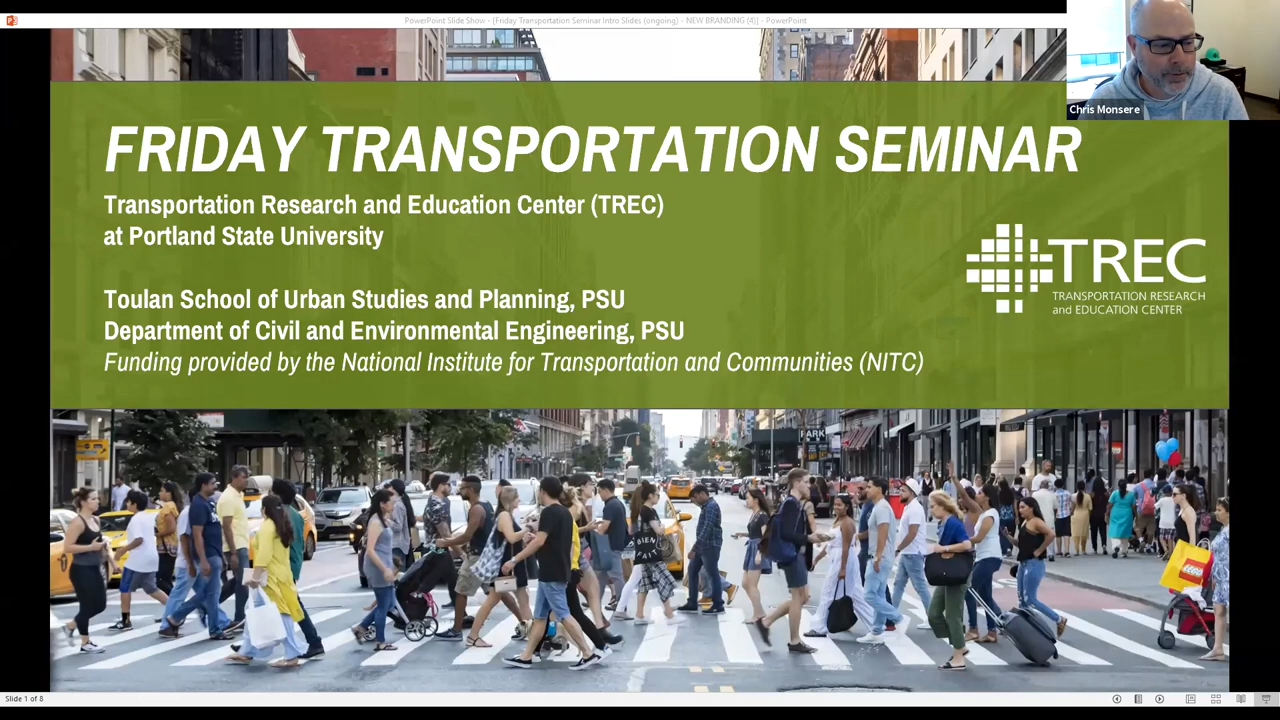 PowerPoint Slide Show - [Friday Transportation Seminar Intro Slides (ongoing) - NEW BRANDING (4)] - PowerPoint
Chris Monsere
FRIDAY TRANSPORTATION SEMINAR
Transportation Research and Education Center (TREC)
at Portland State University
TREC
TRANSPORTATION RESEARCH
and EDUCATION CENTER
Toulan School of Urban Studies and Planning, PSU
Department of Civil and Environmental Engineering, PSU
Funding provided by the National Institute for Transportation and Communities (NITC)
PARK
BIEN
FAIT
LEGO
Slide 1 of 8